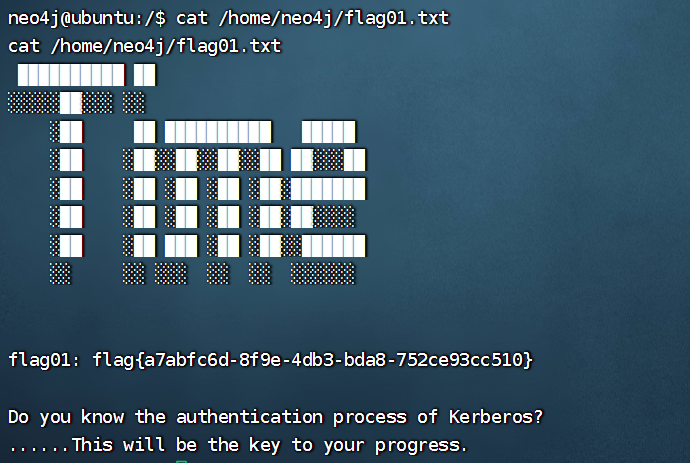 neo4j@ubuntu:/$ cat /home/neo4j/flag01.txt
cat /home/neo4j/flag01.txt
Time
flag01: flag{a7abfc6d-8f9e-4db3-bda8-752ce93cc510}
Do you know the authentication process of Kerberos?
......This will be the key to your progress.